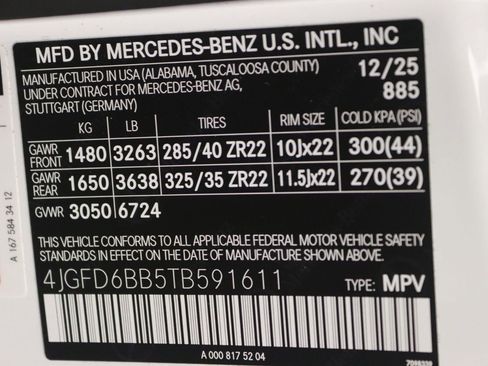 MFD BY MERCEDES-BENZ U.S. INTL., INC
MANUFACTURED IN USA (ALABAMA, TUSCALOOSA COUNTY) 12/25
UNDER CONTRACT FOR MERCEDES-BENZ AG, 885
STUTTGART (GERMANY)
KG LB TIRES RIM SIZE COLD KPA (PSI)
GAWR FRONT 1480 3263 285/40 ZR22 10Jx22 300(44)
GAWR REAR 1650 3638 325/35 ZR22 11.5Jx22 270(39)
GVWR 3050 6724
THIS VEHICLE CONFORMS TO ALL APPLICABLE FEDERAL MOTOR VEHICLE SAFETY
STANDARDS IN EFFECT ON THE DATE OF MANUFACTURE SHOWN ABOVE.
4JGFD6BB5TB591611 TYPE: MPV
A 000 817 52 04
A 167 584 34 12